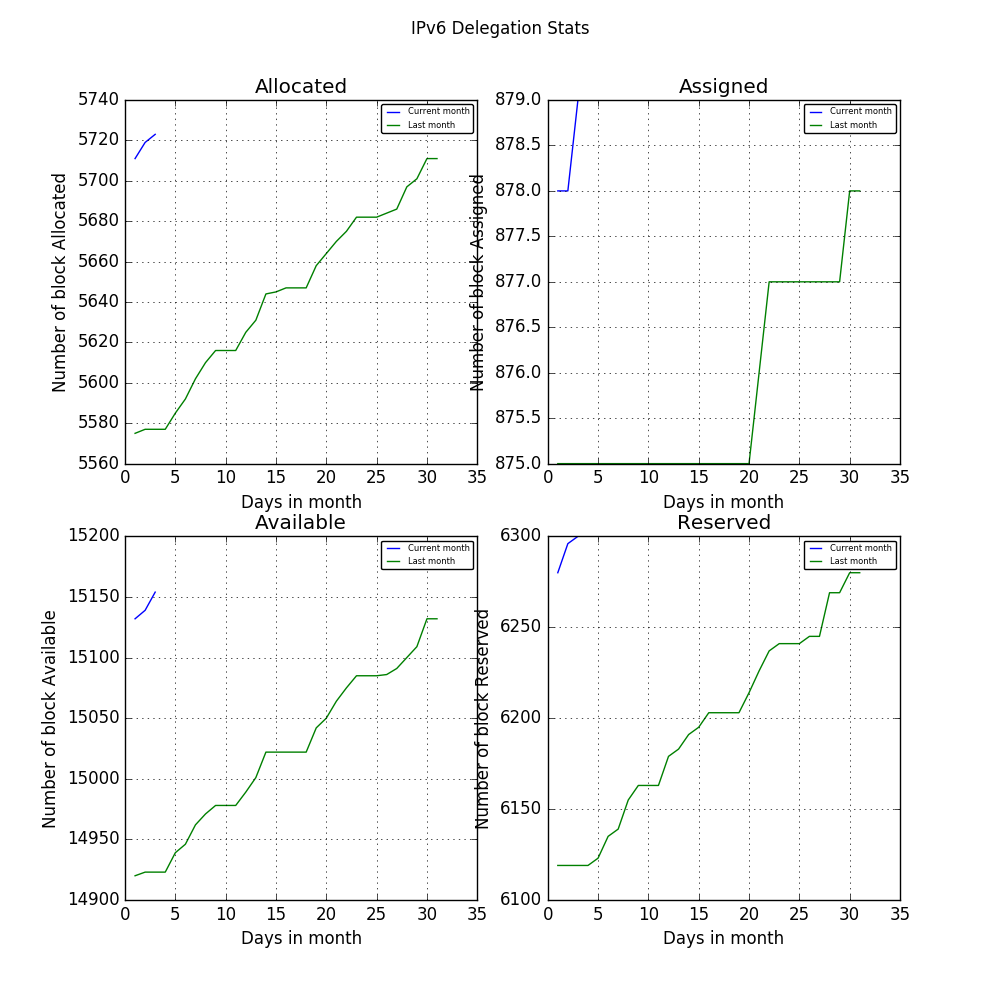 IPv6 Delegation Stats
Allocated
Number of block Allocated
5740
5720
5700
5680
5660
5640
5620
5600
5580
5560
0 5 10 15 20 25 30 35
Days in month
Current month
Last month
Assigned
Number of block Assigned
879.0
878.5
878.0
877.5
877.0
876.5
876.0
875.5
875.0
0 5 10 15 20 25 30 35
Days in month
Current month
Last month
Available
Number of block Available
15200
15150
15100
15050
15000
14950
14900
0 5 10 15 20 25 30 35
Days in month
Current month
Last month
Reserved
Number of block Reserved
6300
6250
6200
6150
6100
0 5 10 15 20 25 30 35
Days in month
Current month
Last month